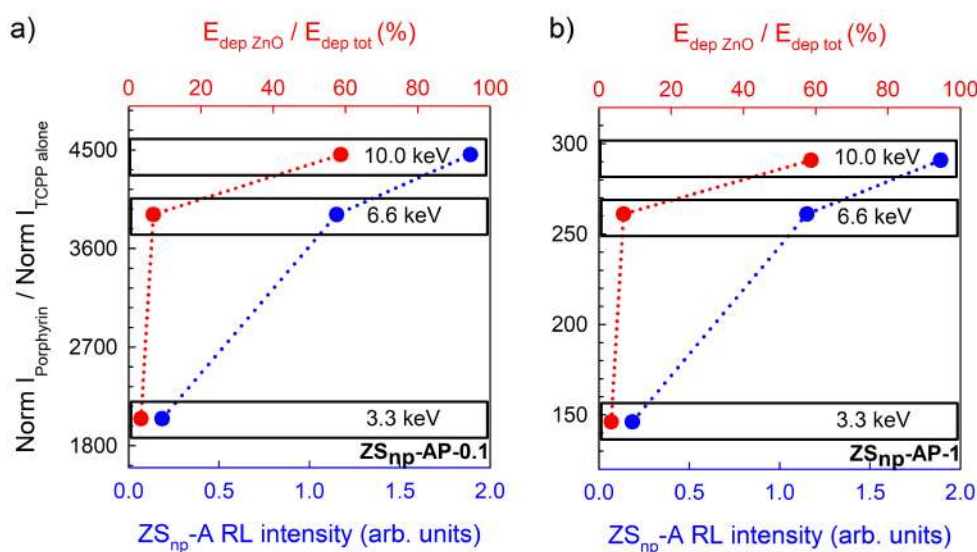 a)
E_dep ZnO / E_dep tot (%)
0 20 40 60 80 100
Norm I_Porphyrin / Norm I_TCPP alone
4500
3600
2700
1800
10.0 keV
6.6 keV
3.3 keV
ZS_np-AP-0.1
0.0 0.5 1.0 1.5 2.0
ZS_np-A RL intensity (arb. units)
b)
E_dep ZnO / E_dep tot (%)
0 20 40 60 80 100
300
250
200
150
10.0 keV
6.6 keV
3.3 keV
ZS_np-AP-1
0.0 0.5 1.0 1.5 2.0
ZS_np-A RL intensity (arb. units)